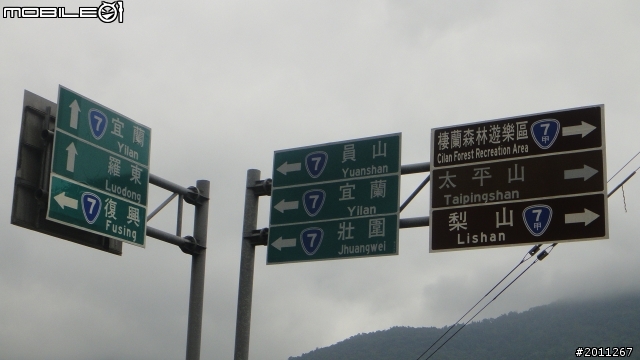 MOBILE01
7 宜蘭
Yilan
羅東
Luodong
7 復興
Fusing
7 員山
Yuanshan
7 宜蘭
Yilan
7 壯圍
Jhuangwei
棲蘭森林遊樂區 7甲
Cilan Forest Recreation Area
太平山
Taipingshan
梨山 7甲
Lishan
#2011267